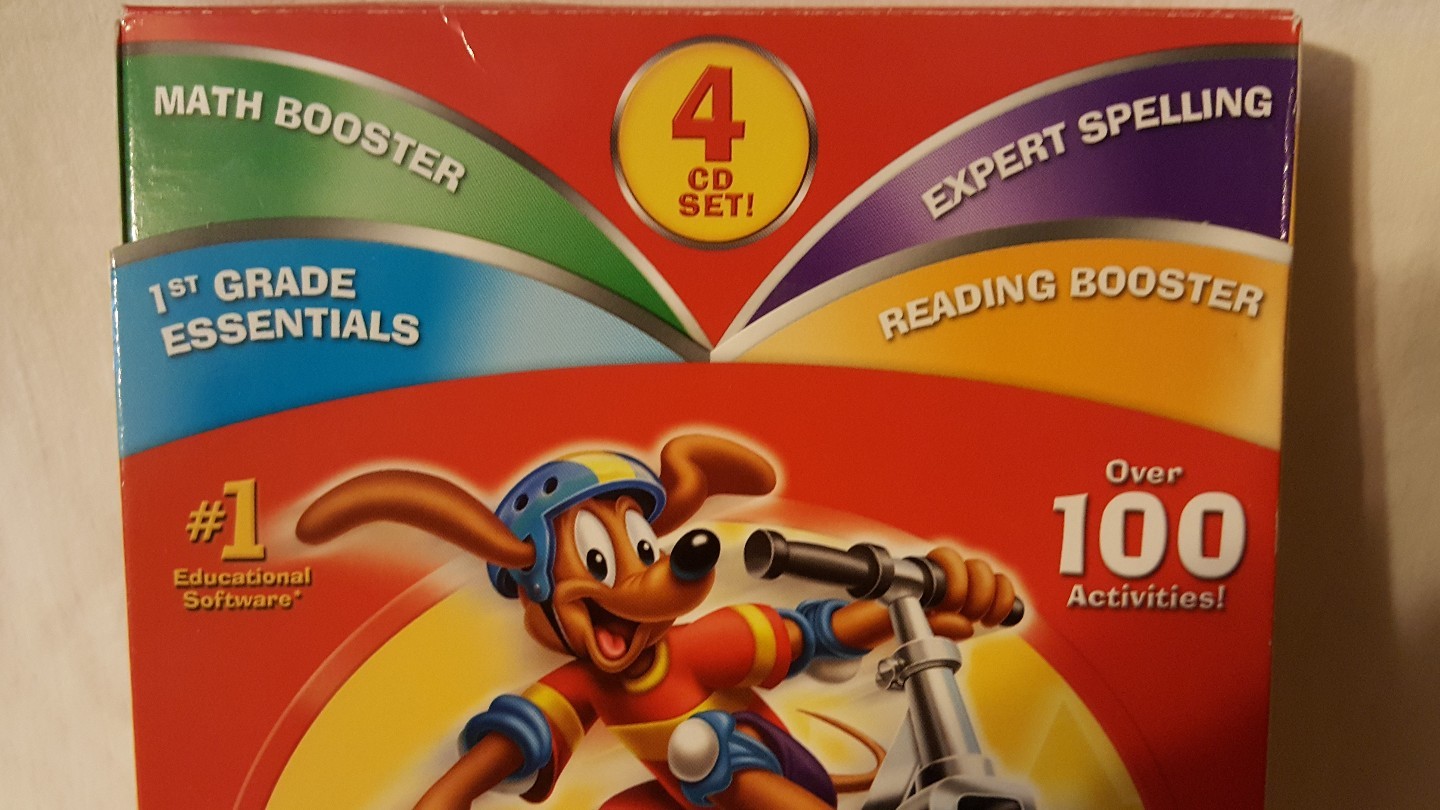 MATH BOOSTER
4
CD
SET!
EXPERT SPELLING
1ST GRADE
ESSENTIALS
READING BOOSTER
#1
Educational
Software*
Over
100
Activities!